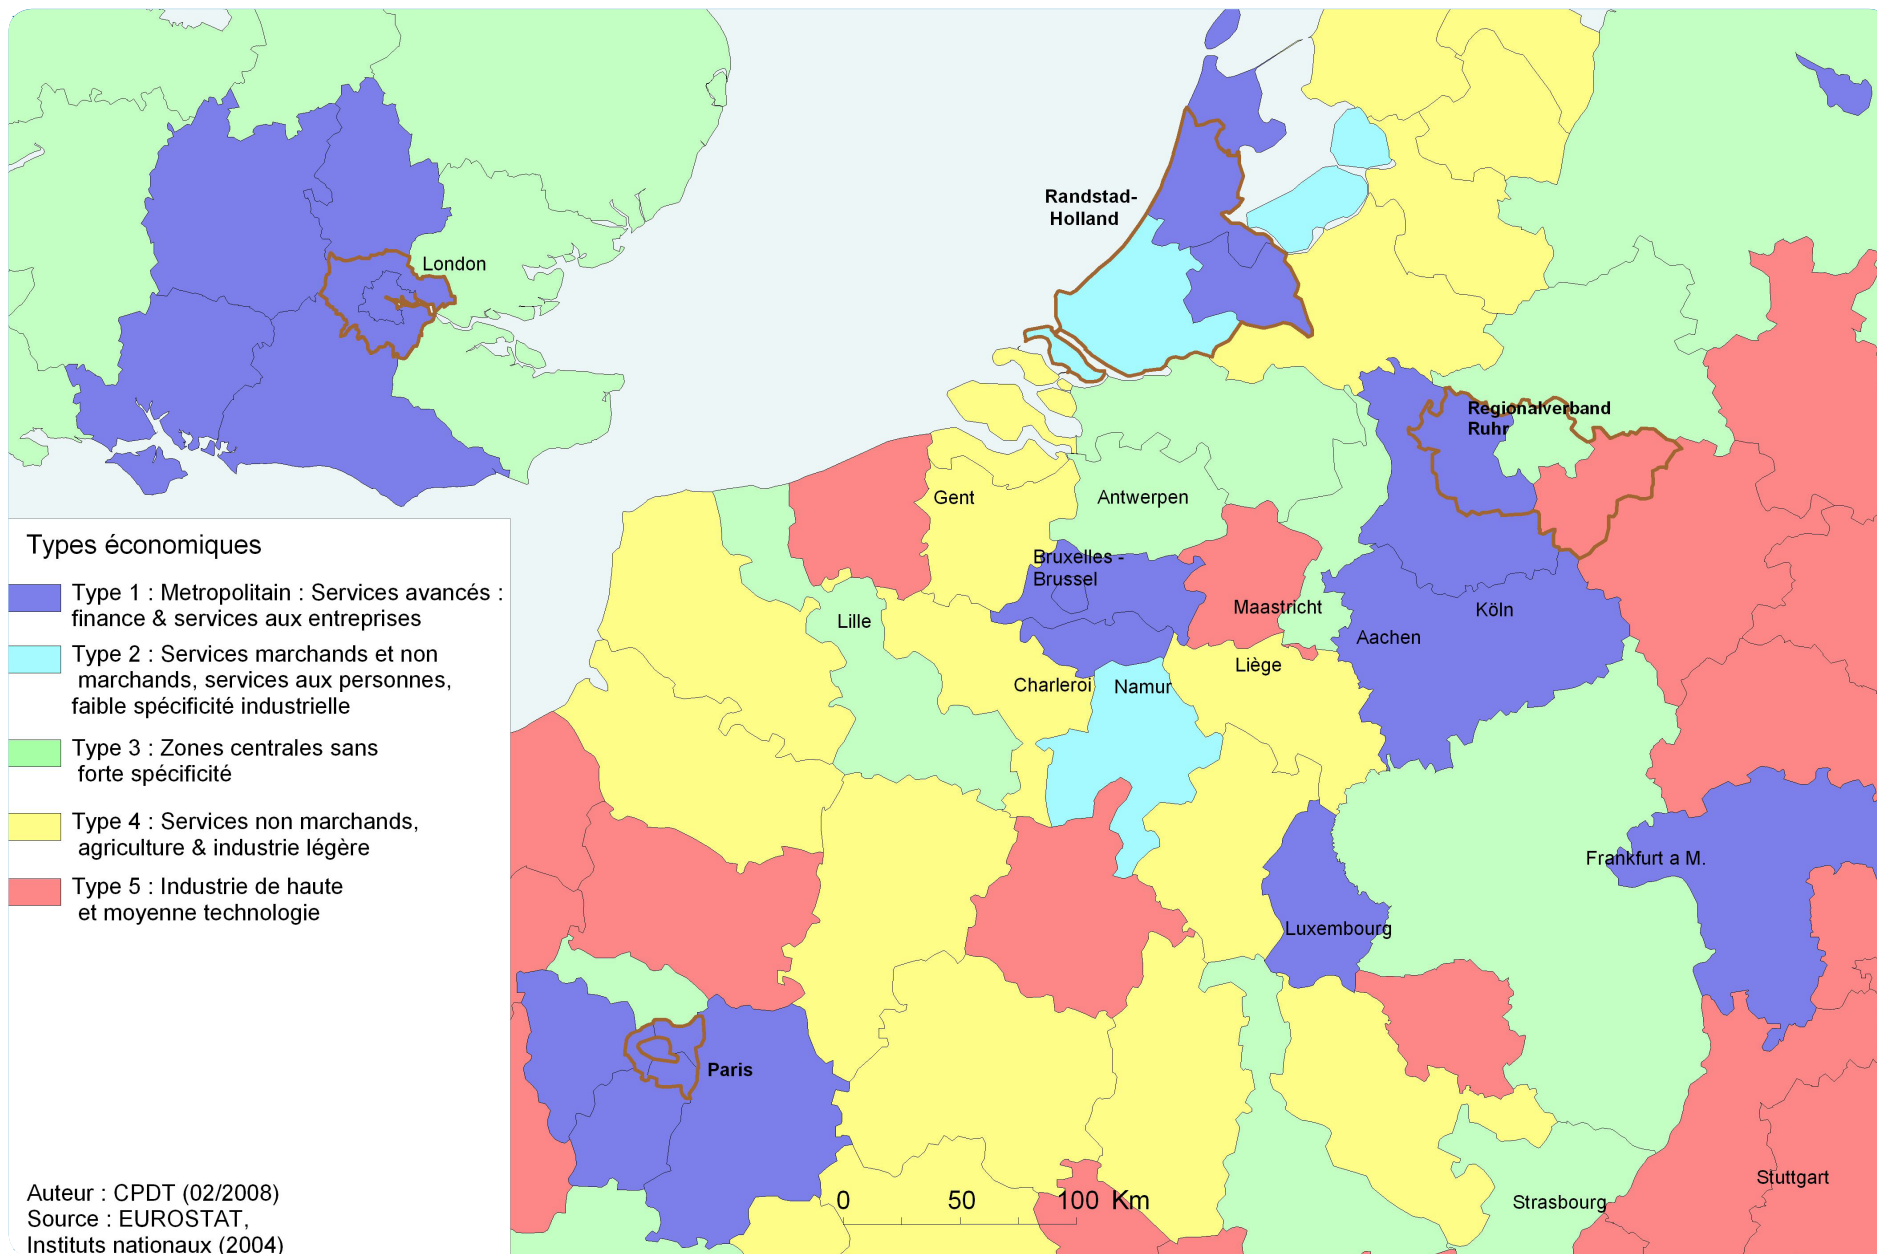 London
Randstad-
Holland
Regionalverband
Ruhr
Gent
Antwerpen
Bruxelles -
Brussel
Maastricht
Köln
Aachen
Lille
Liège
Charleroi
Namur
Frankfurt a M.
Luxembourg
Paris
Strasbourg
Stuttgart
0 50 100 Km
Types économiques
Type 1 : Metropolitain : Services avancés :
finance & services aux entreprises
Type 2 : Services marchands et non
marchands, services aux personnes,
faible spécificité industrielle
Type 3 : Zones centrales sans
forte spécificité
Type 4 : Services non marchands,
agriculture & industrie légère
Type 5 : Industrie de haute
et moyenne technologie
Auteur : CPDT (02/2008)
Source : EUROSTAT,
Instituts nationaux (2004)